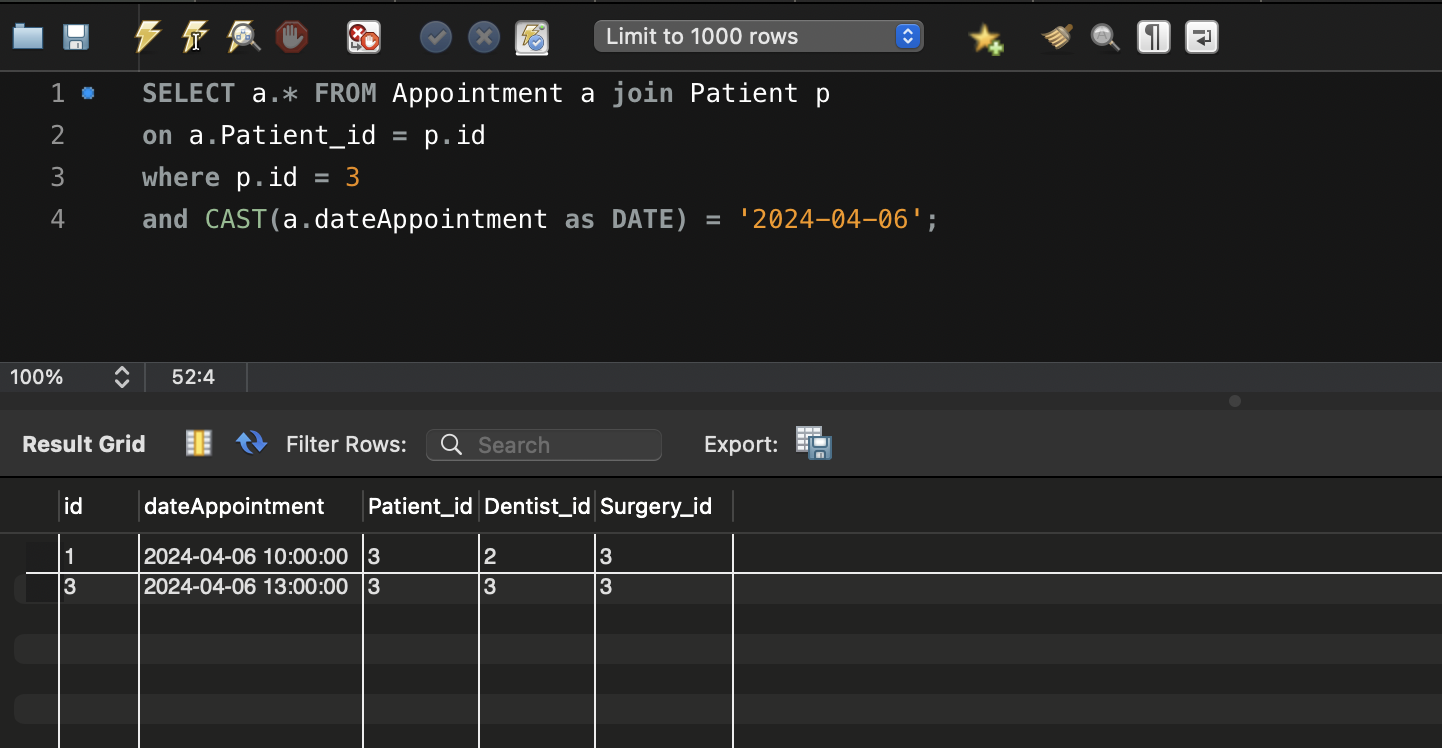 Limit to 1000 rows
1 SELECT a.* FROM Appointment a join Patient p
2 on a.Patient_id = p.id
3 where p.id = 3
4 and CAST(a.dateAppointment as DATE) = '2024-04-06';
100% 52:4
Result Grid Filter Rows: Search Export:
id dateAppointment Patient_id Dentist_id Surgery_id
1 2024-04-06 10:00:00 3 2 3
3 2024-04-06 13:00:00 3 3 3